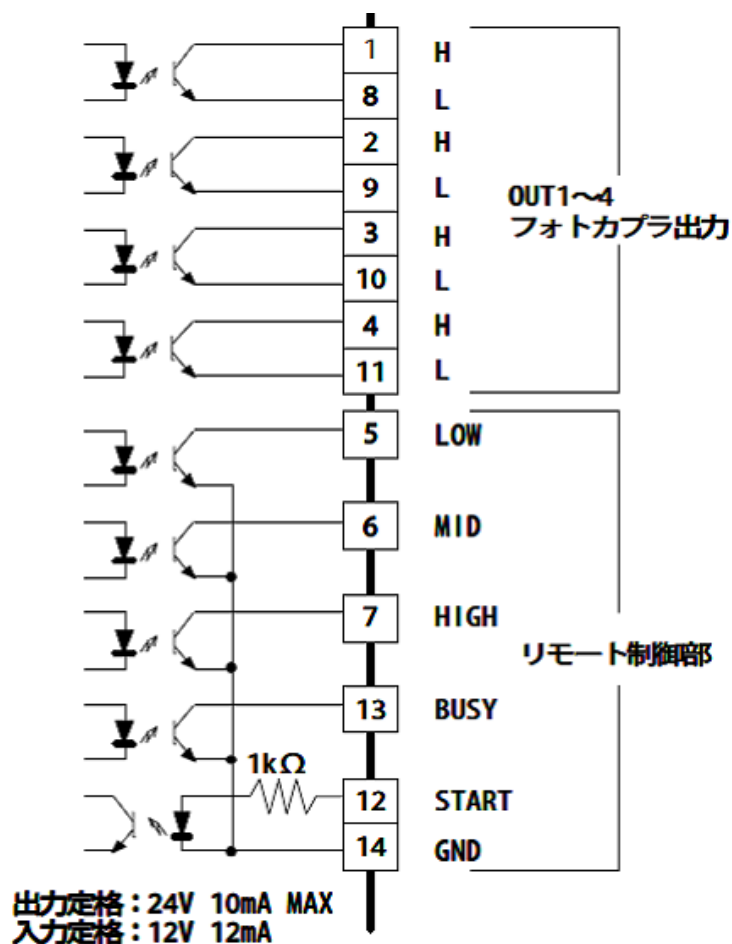 1 H
8 L
2 H
9 L
OUT1～4
フォトカプラ出力
3 H
10 L
4 H
11 L
5 LOW
6 MID
7 HIGH
リモート制御部
13 BUSY
1kΩ
12 START
14 GND
出力定格：24V 10mA MAX
入力定格：12V 12mA